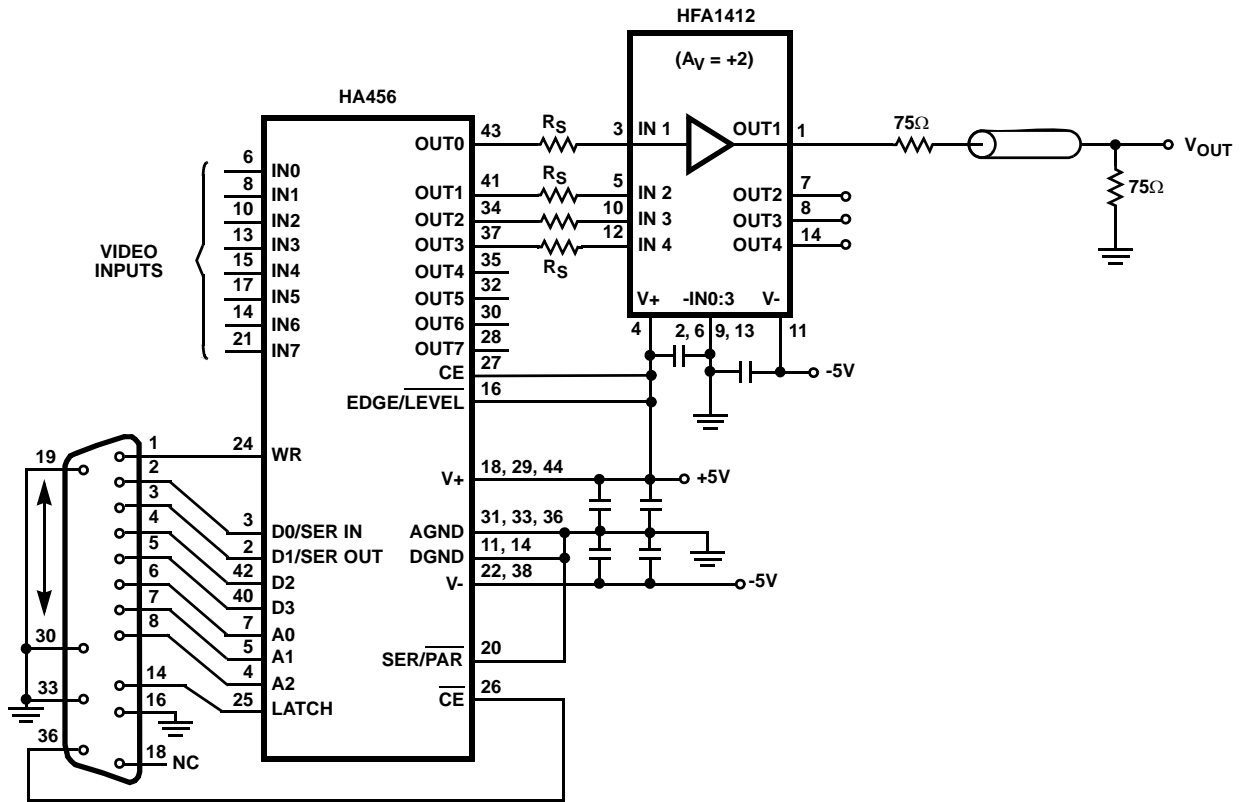 HFA1412
(AV = +2)
HA456
OUT0 43 RS 3 IN 1 OUT1 1 75Ω VOUT
75Ω
6 IN0
8 IN1
10 IN2
13 IN3
15 IN4
17 IN5
14 IN6
21 IN7
VIDEO
INPUTS
OUT1 41 RS 5 IN 2 OUT2 7
OUT2 34 10 IN 3 OUT3 8
OUT3 37 RS 12 IN 4 OUT4 14
OUT4 35
OUT5 32
OUT6 30
OUT7 28
V+ -IN0:3 V-
4 2, 6 9, 13 11
-5V
CE 27
EDGE/LEVEL 16
V+ 18, 29, 44 +5V
AGND 31, 33, 36
DGND 11, 14
V- 22, 38 -5V
SER/PAR 20
CE 26
19 1 24 WR
2 3 D0/SER IN
3 2 D1/SER OUT
4 42 D2
5 40 D3
6 7 A0
7 5 A1
8 4 A2
30
14 25 LATCH
33 16
36 18 NC